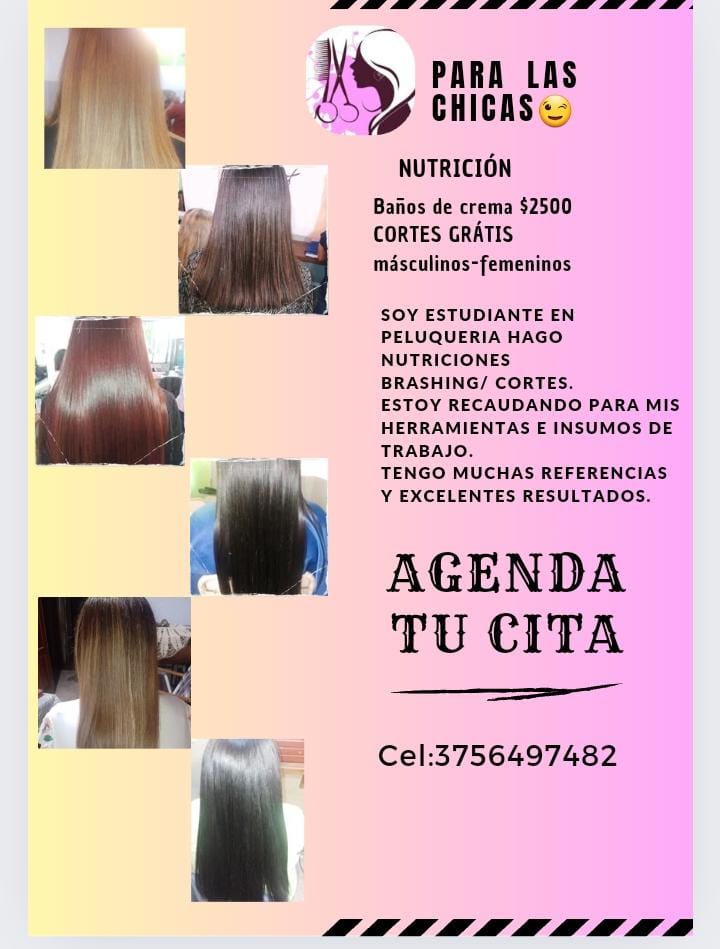 PARA LAS
CHICAS😉
NUTRICIÓN
Baños de crema $2500
CORTES GRÁTIS
másculinos-femeninos
SOY ESTUDIANTE EN
PELUQUERIA HAGO
NUTRICIONES
BRASHING/ CORTES.
ESTOY RECAUDANDO PARA MIS
HERRAMIENTAS E INSUMOS DE
TRABAJO.
TENGO MUCHAS REFERENCIAS
Y EXCELENTES RESULTADOS.
AGENDA
TU CITA
Cel:3756497482